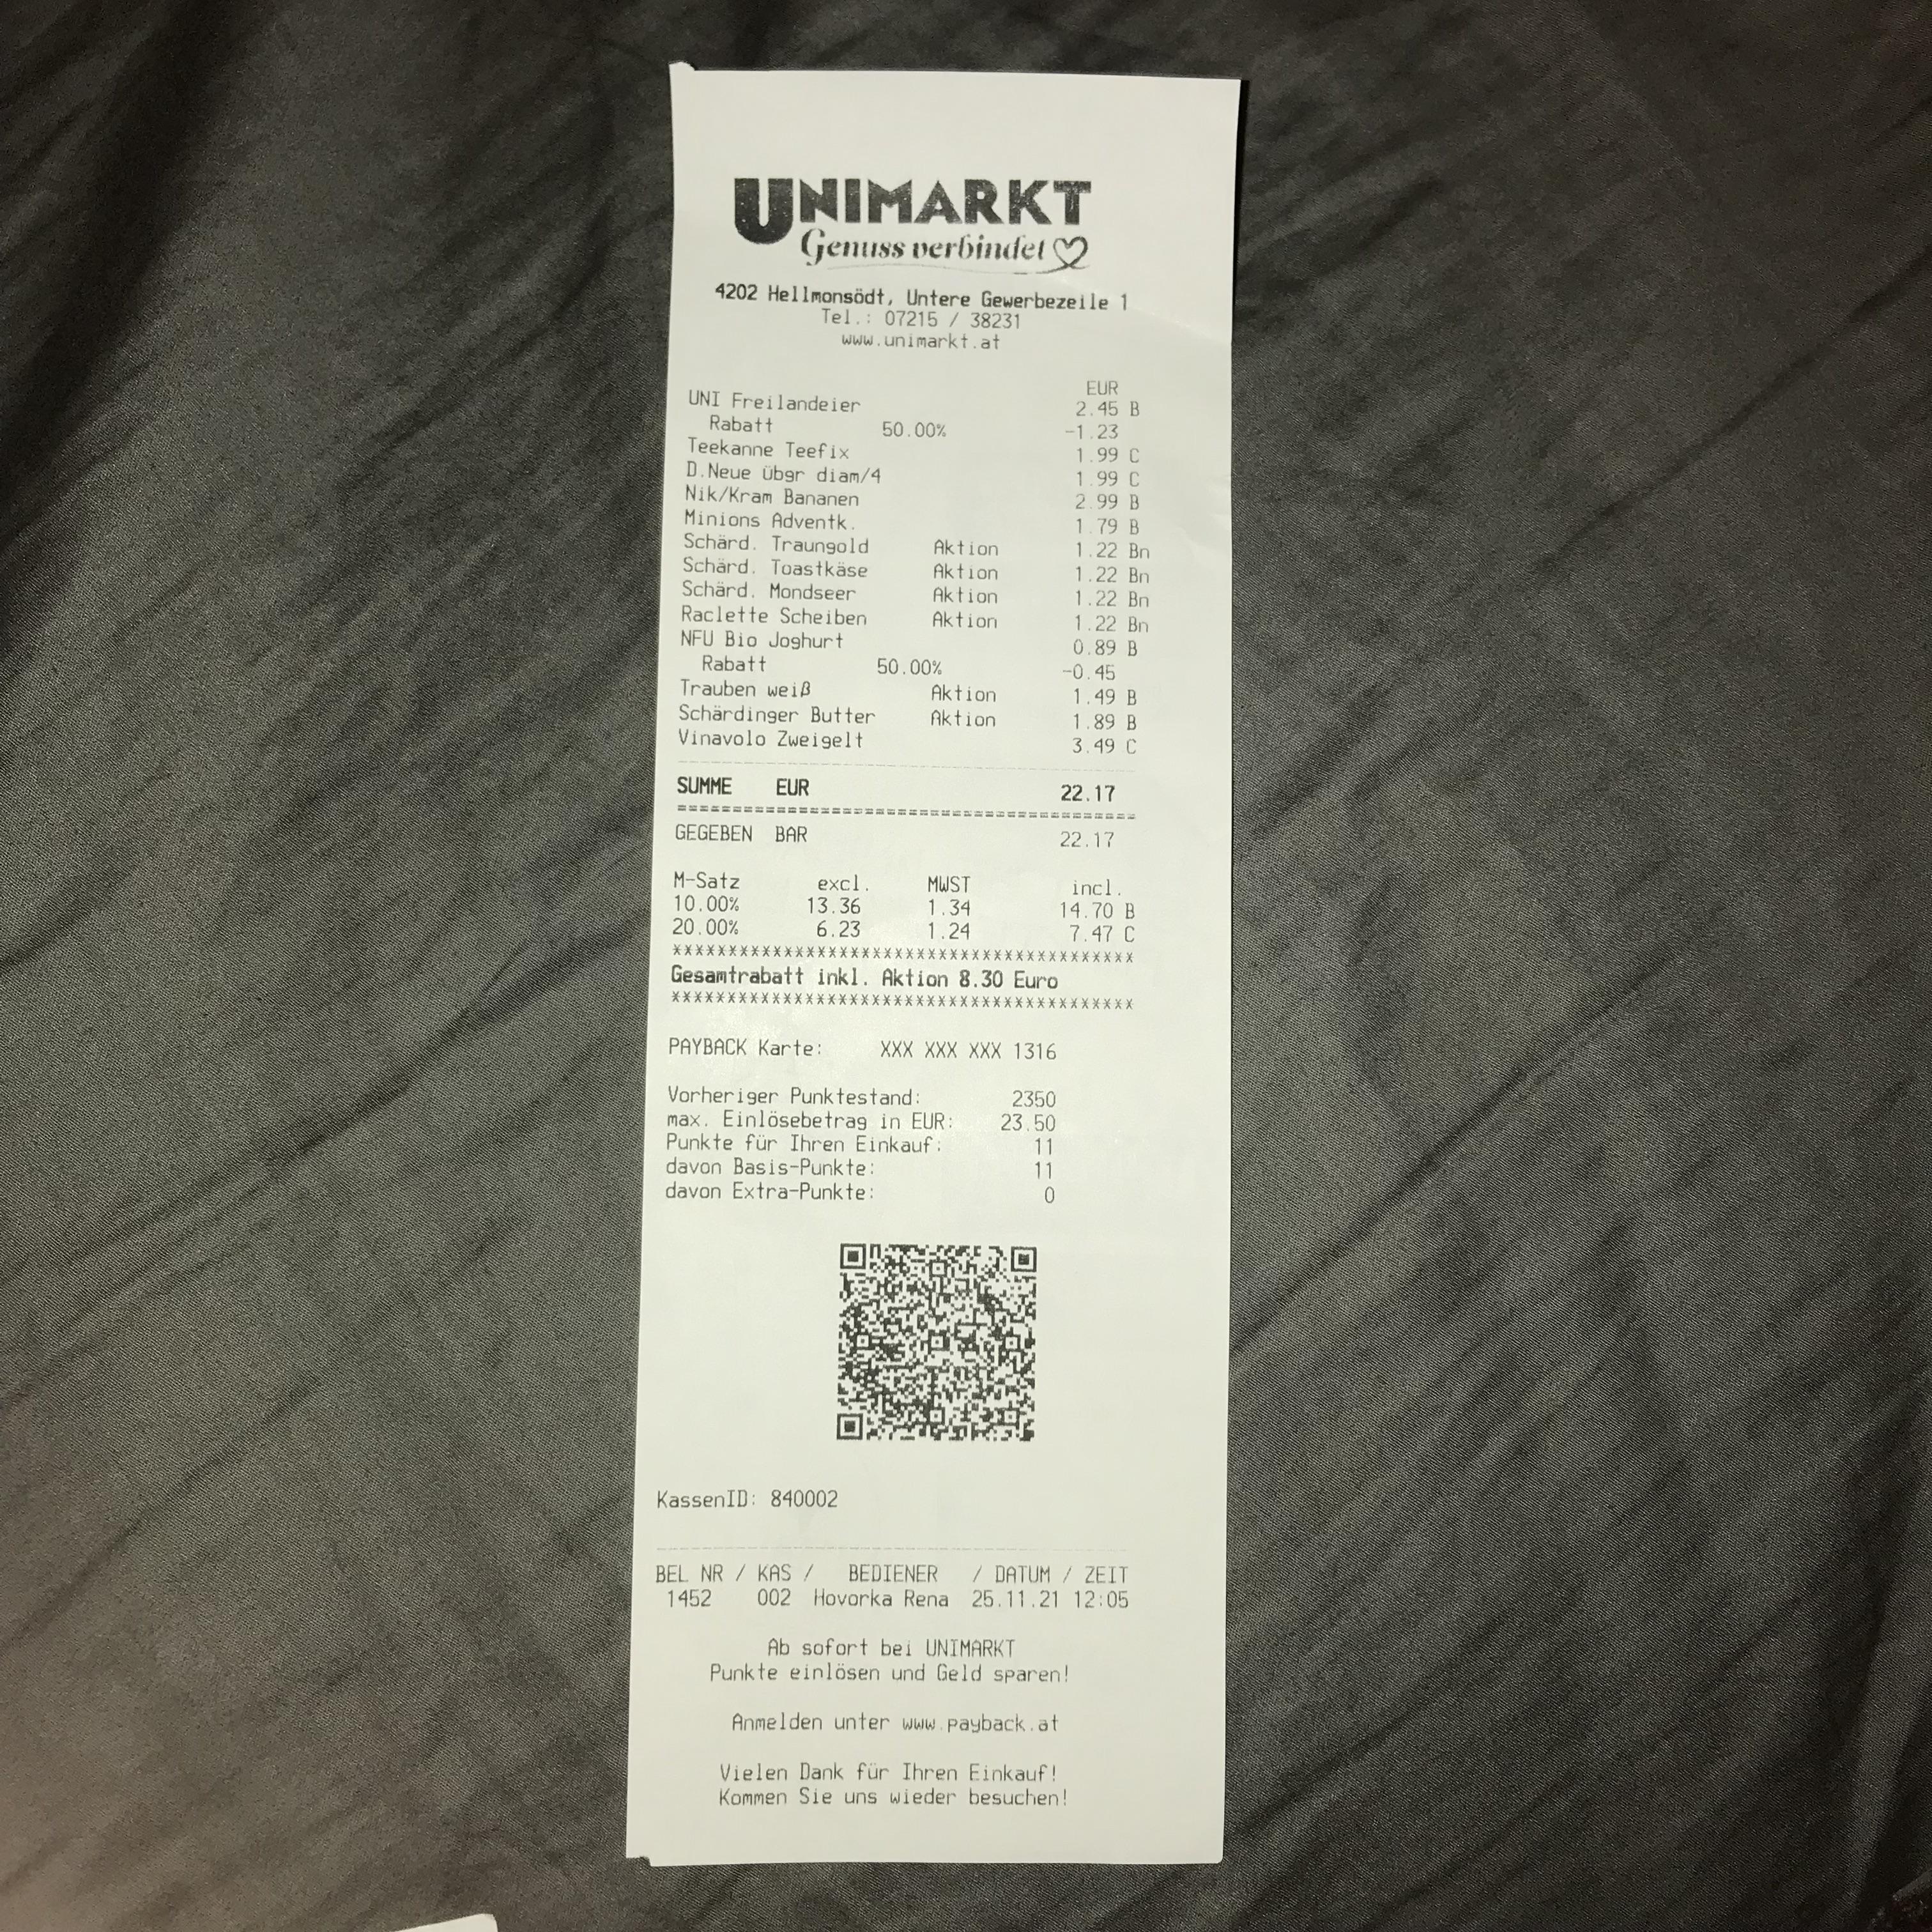 UNIMARKT
Genuss verbindet
4202 Hellmonsödt, Untere Gewerbezeile 1
Tel.: 07215 / 38231
www.unimarkt.at
EUR
UNI Freilandeier 2.45 B
Rabatt 50.00% -1.23
Teekanne Teefix 1.99 C
D.Neue übgr diam/4 1.99 C
Nik/Kram Bananen 2.99 B
Minions Adventk. 1.79 B
Schärd. Traungold Aktion 1.22 Bn
Schärd. Toastkäse Aktion 1.22 Bn
Schärd. Mondseer Aktion 1.22 Bn
Raclette Scheiben Aktion 1.22 Bn
NFU Bio Joghurt 0.89 B
Rabatt 50.00% -0.45
Trauben weiß Aktion 1.49 B
Schärdinger Butter Aktion 1.89 B
Vinavolo Zweigelt 3.49 C
SUMME EUR 22.17
=========================================
GEGEBEN BAR 22.17
M-Satz excl. MWST incl.
10.00% 13.36 1.34 14.70 B
20.00% 6.23 1.24 7.47 C
*****************************************
Gesamtrabatt inkl. Aktion 8.30 Euro
*****************************************
PAYBACK Karte: XXX XXX XXX 1316
Vorheriger Punktestand: 2350
max. Einlösebetrag in EUR: 23.50
Punkte für Ihren Einkauf: 11
davon Basis-Punkte: 11
davon Extra-Punkte: 0
KassenID: 840002
BEL NR / KAS / BEDIENER / DATUM / ZEIT
1452 002 Hovorka Rena 25.11.21 12:05
Ab sofort bei UNIMARKT
Punkte einlösen und Geld sparen!
Anmelden unter www.payback.at
Vielen Dank für Ihren Einkauf!
Kommen Sie uns wieder besuchen!